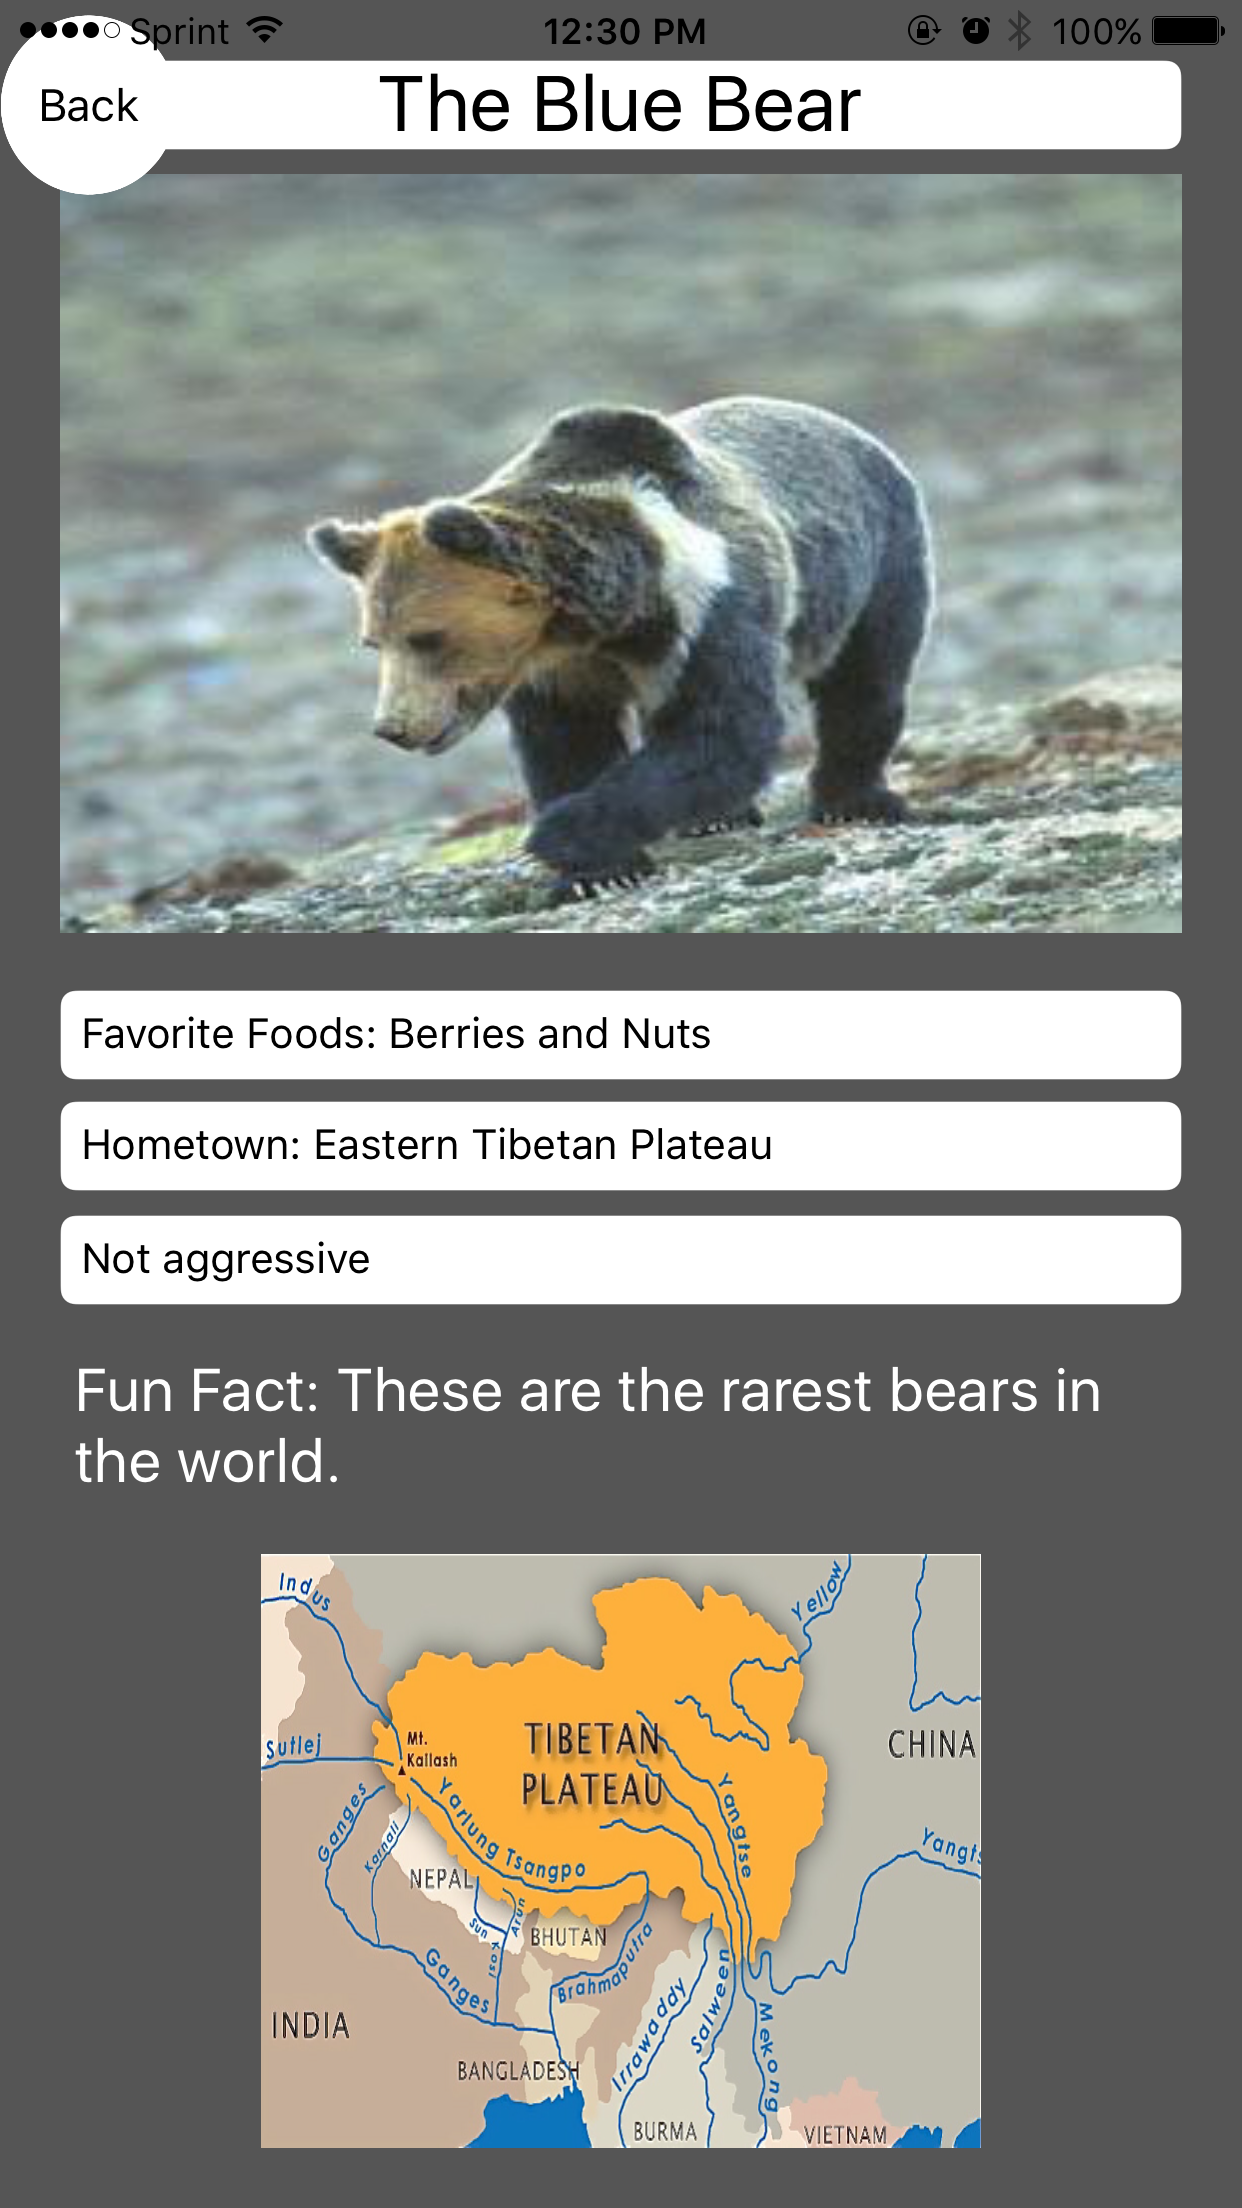 Sprint 12:30 PM 100%
Back
The Blue Bear
Favorite Foods: Berries and Nuts
Hometown: Eastern Tibetan Plateau
Not aggressive
Fun Fact: These are the rarest bears in
the world.
Indus
Yellow
TIBETAN
PLATEAU
CHINA
Sutlej
Mt.
Kailash
Yarlung Tsangpo
Yangtse
Ganges
Karnali
NEPAL
Sun Kosi
Arun
BHUTAN
Brahmaputra
Yangts
Ganges
INDIA
Irrawaddy
Salween
Mekong
BANGLADESH
BURMA
VIETNAM